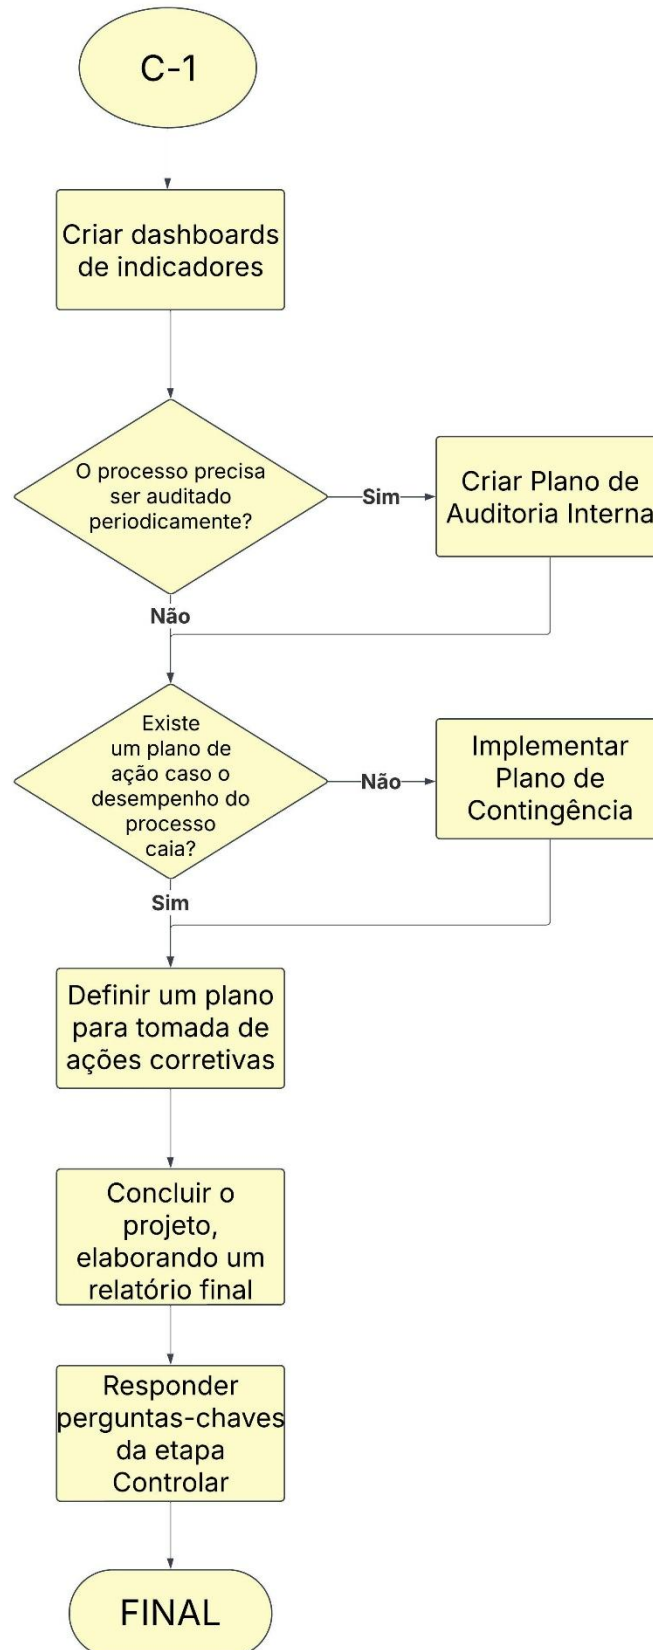 C-1
Criar dashboards
de indicadores
O processo precisa
ser auditado
periodicamente?
Sim
Criar Plano de
Auditoria Interna
Não
Existe
um plano de
ação caso o
desempenho do
processo
caia?
Não
Implementar
Plano de
Contingência
Sim
Definir um plano
para tomada de
ações corretivas
Concluir o
projeto,
elaborando um
relatório final
Responder
perguntas-chaves
da etapa
Controlar
FINAL